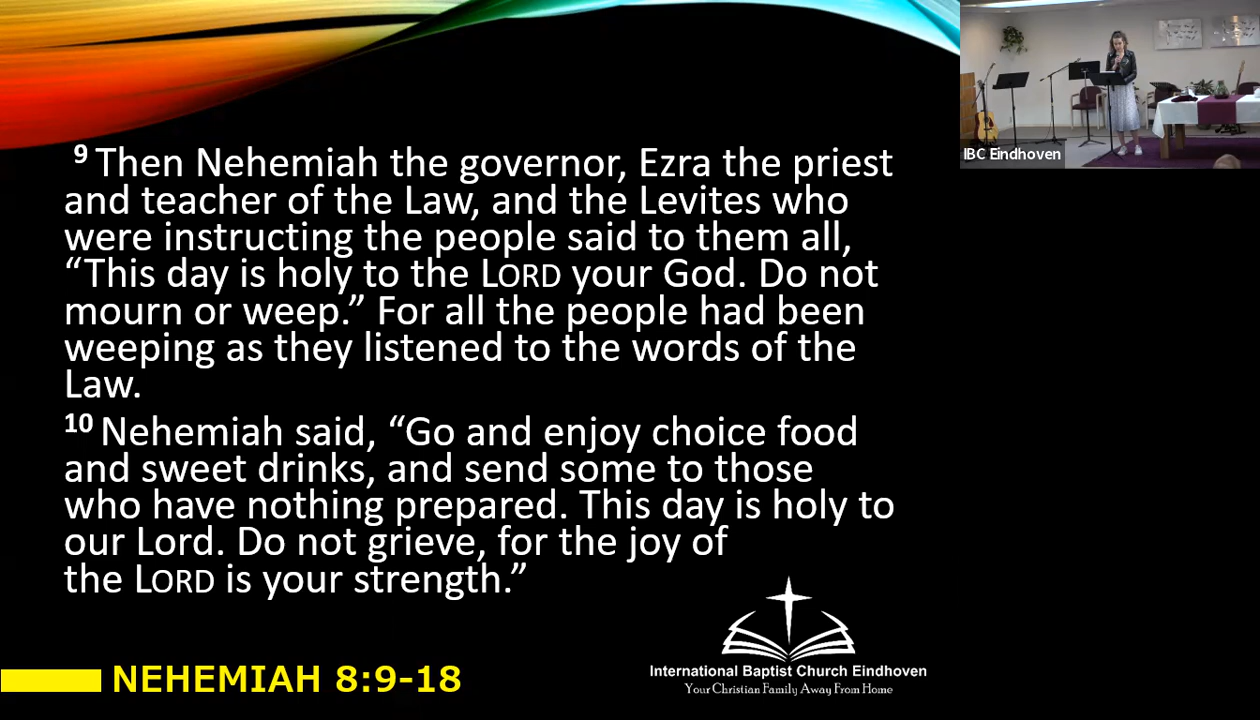 IBC Eindhoven
9 Then Nehemiah the governor, Ezra the priest
and teacher of the Law, and the Levites who
were instructing the people said to them all,
“This day is holy to the LORD your God. Do not
mourn or weep.” For all the people had been
weeping as they listened to the words of the
Law.
10 Nehemiah said, “Go and enjoy choice food
and sweet drinks, and send some to those
who have nothing prepared. This day is holy to
our Lord. Do not grieve, for the joy of
the LORD is your strength.”
NEHEMIAH 8:9-18
International Baptist Church Eindhoven
Your Christian Family Away From Home